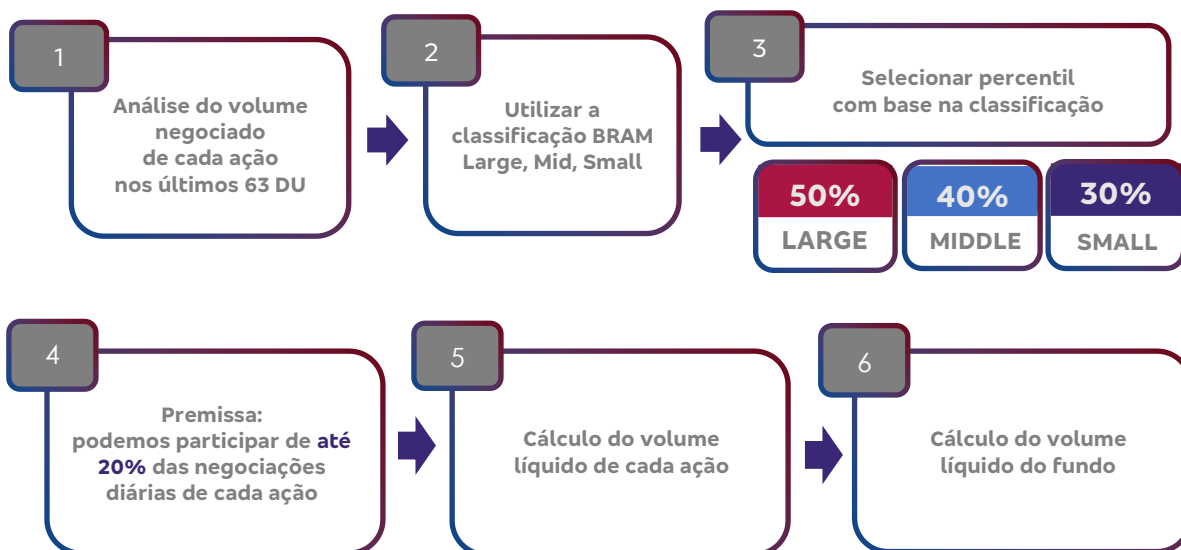 1
Análise do volume
negociado
de cada ação
nos últimos 63 DU
2
Utilizar a
classificação BRAM
Large, Mid, Small
3
Selecionar percentil
com base na classificação
50%
LARGE
40%
MIDDLE
30%
SMALL
4
Premissa:
podemos participar de até
20% das negociações
diárias de cada ação
5
Cálculo do volume
líquido de cada ação
6
Cálculo do volume
líquido do fundo